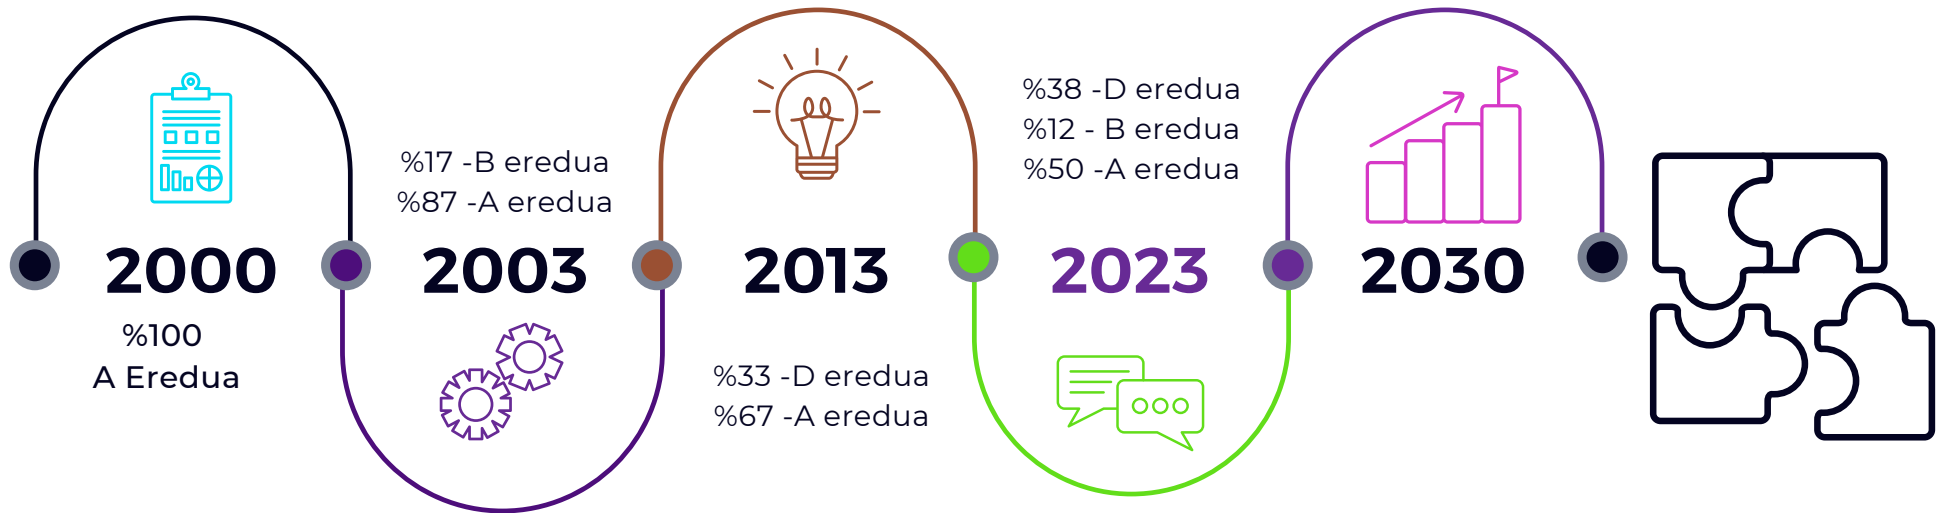 2000
%100
A Eredua
%17 -B eredua
%87 -A eredua
2003
2013
%33 -D eredua
%67 -A eredua
%38 -D eredua
%12 - B eredua
%50 -A eredua
2023
2030